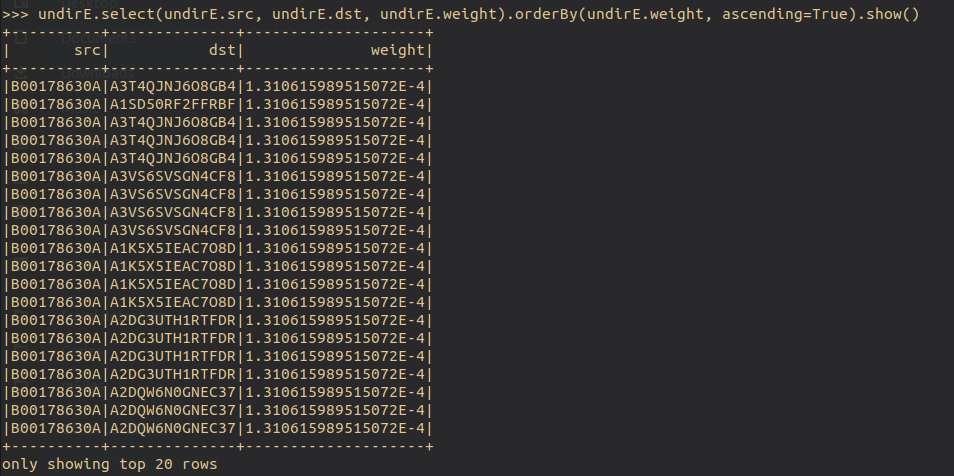 >>> undirE.select(undirE.src, undirE.dst, undirE.weight).orderBy(undirE.weight, ascending=True).show()
+----------+--------------+--------------------+
|       src|           dst|              weight|
+----------+--------------+--------------------+
|B00178630A|A3T4QJNJ6O8GB4|1.310615989515072E-4|
|B00178630A|A1SD50RF2FFRBF|1.310615989515072E-4|
|B00178630A|A3T4QJNJ6O8GB4|1.310615989515072E-4|
|B00178630A|A3T4QJNJ6O8GB4|1.310615989515072E-4|
|B00178630A|A3T4QJNJ6O8GB4|1.310615989515072E-4|
|B00178630A|A3VS6SVSGN4CF8|1.310615989515072E-4|
|B00178630A|A3VS6SVSGN4CF8|1.310615989515072E-4|
|B00178630A|A3VS6SVSGN4CF8|1.310615989515072E-4|
|B00178630A|A3VS6SVSGN4CF8|1.310615989515072E-4|
|B00178630A|A1K5X5IEAC7O8D|1.310615989515072E-4|
|B00178630A|A1K5X5IEAC7O8D|1.310615989515072E-4|
|B00178630A|A1K5X5IEAC7O8D|1.310615989515072E-4|
|B00178630A|A1K5X5IEAC7O8D|1.310615989515072E-4|
|B00178630A|A2DG3UTH1RTFDR|1.310615989515072E-4|
|B00178630A|A2DG3UTH1RTFDR|1.310615989515072E-4|
|B00178630A|A2DG3UTH1RTFDR|1.310615989515072E-4|
|B00178630A|A2DG3UTH1RTFDR|1.310615989515072E-4|
|B00178630A|A2DQW6N0GNEC37|1.310615989515072E-4|
|B00178630A|A2DQW6N0GNEC37|1.310615989515072E-4|
|B00178630A|A2DQW6N0GNEC37|1.310615989515072E-4|
+----------+--------------+--------------------+
only showing top 20 rows